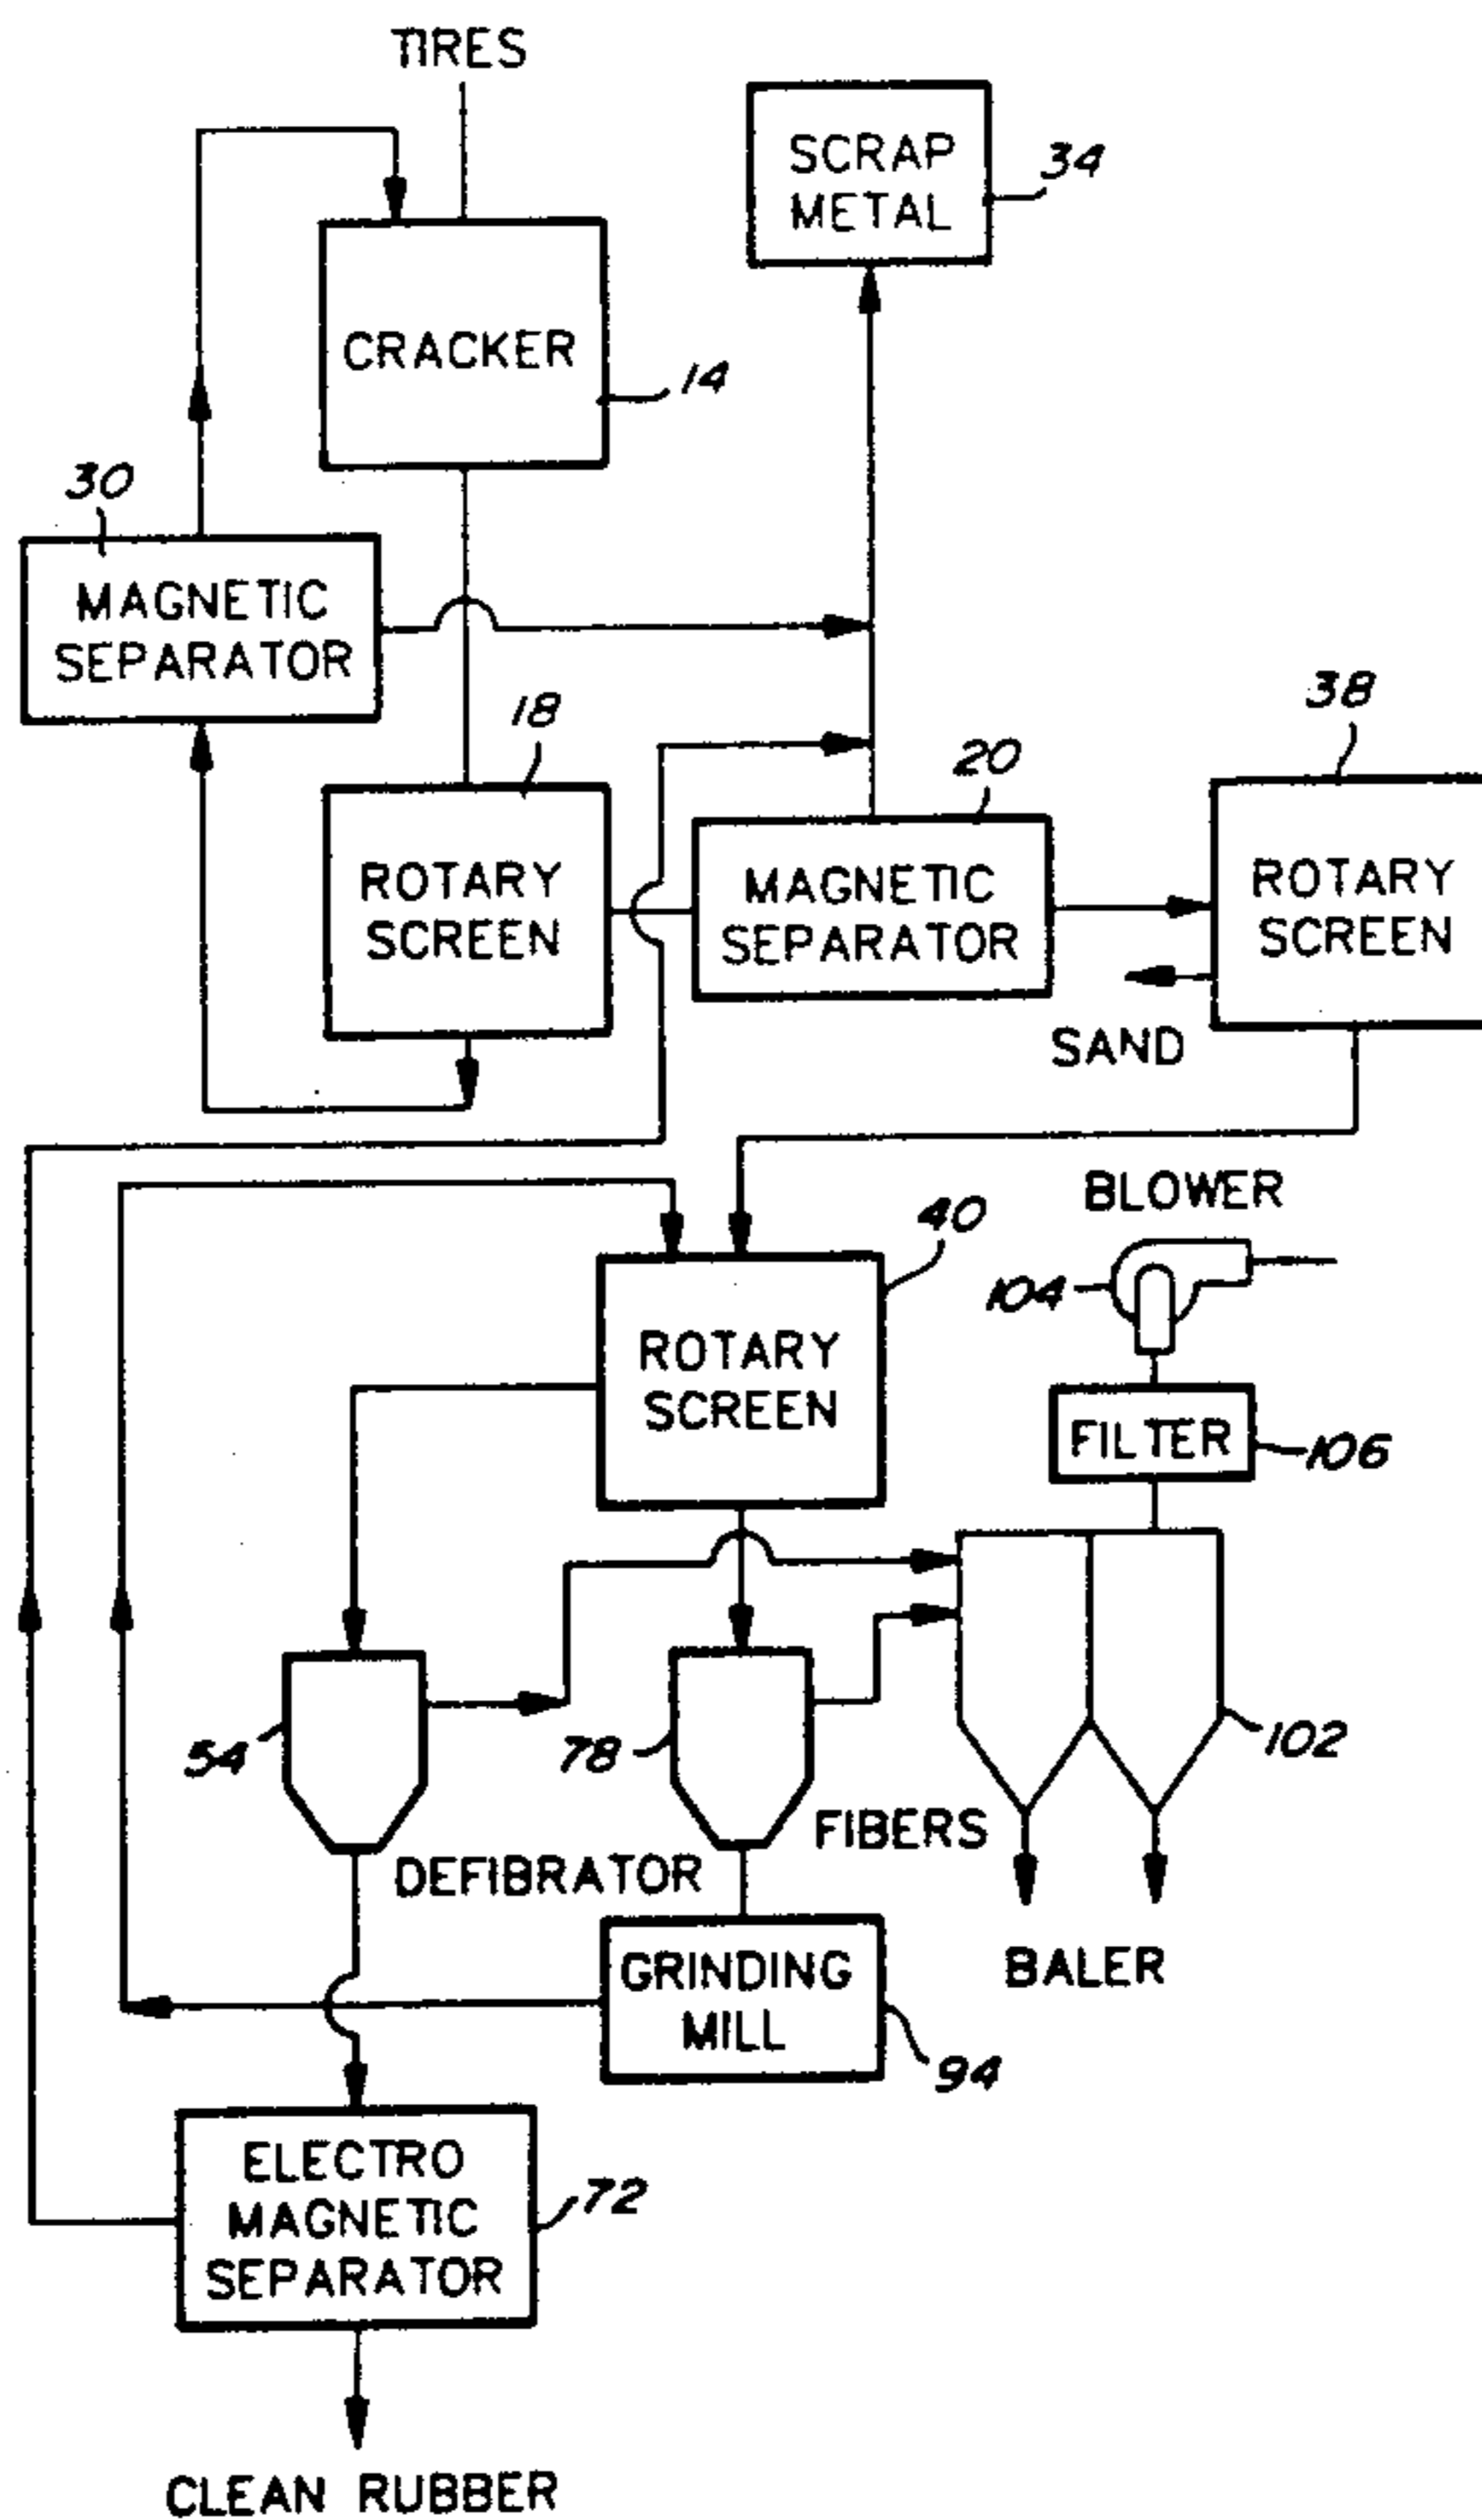 TIRES
SCRAP
METAL
34
CRACKER
14
30
MAGNETIC
SEPARATOR
18
20
38
ROTARY
SCREEN
MAGNETIC
SEPARATOR
ROTARY
SCREEN
SAND
BLOWER
40
104
ROTARY
SCREEN
FILTER
106
54
78
102
FIBERS
DEFIBRATOR
BALER
GRINDING
MILL
94
ELECTRO
MAGNETIC
SEPARATOR
72
CLEAN RUBBER